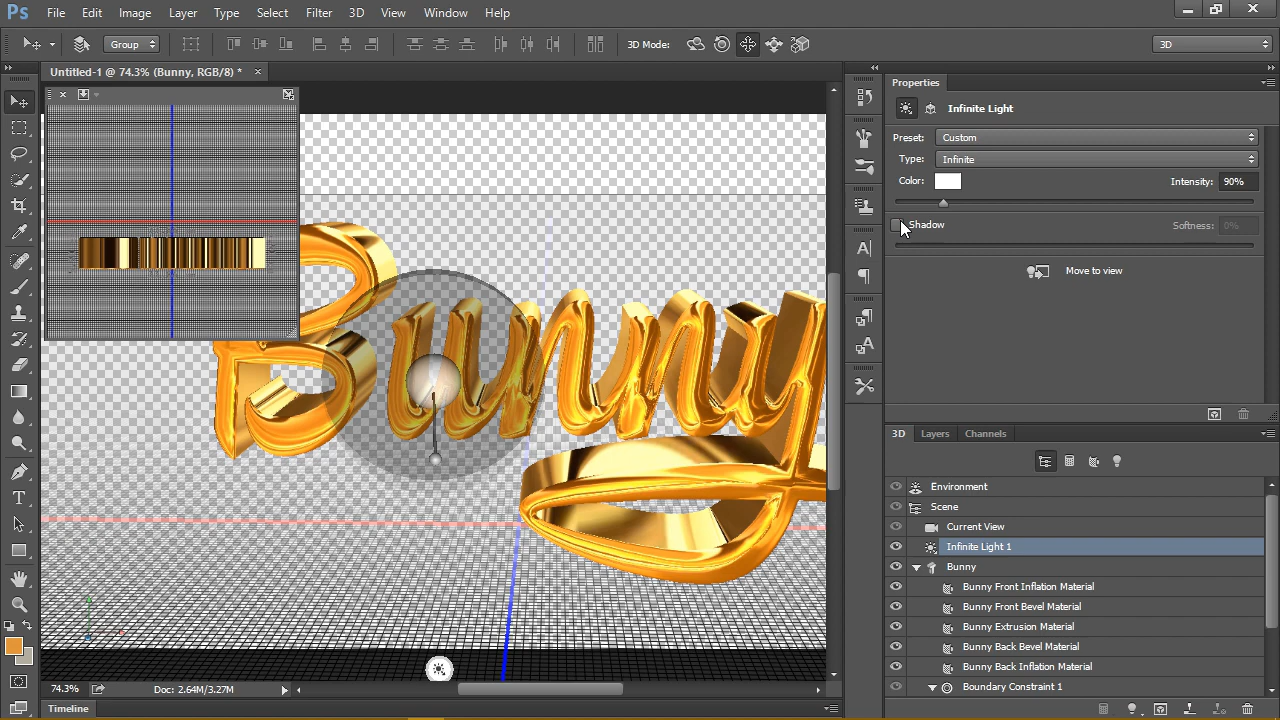 Ps File Edit Image Layer Type Select Filter 3D View Window Help
Group 3D Mode: 3D
Untitled-1 @ 74.3% (Bunny, RGB/8) *
Properties
Infinite Light
Preset: Custom
Type: Infinite
Color: Intensity: 90%
Shadow Softness: 0%
Move to view
Bunny
3D Layers Channels
Environment
Scene
Current View
Infinite Light 1
Bunny
Bunny Front Inflation Material
Bunny Front Bevel Material
Bunny Extrusion Material
Bunny Back Bevel Material
Bunny Back Inflation Material
Boundary Constraint 1
74.3% Doc: 2.64M/3.27M
Timeline